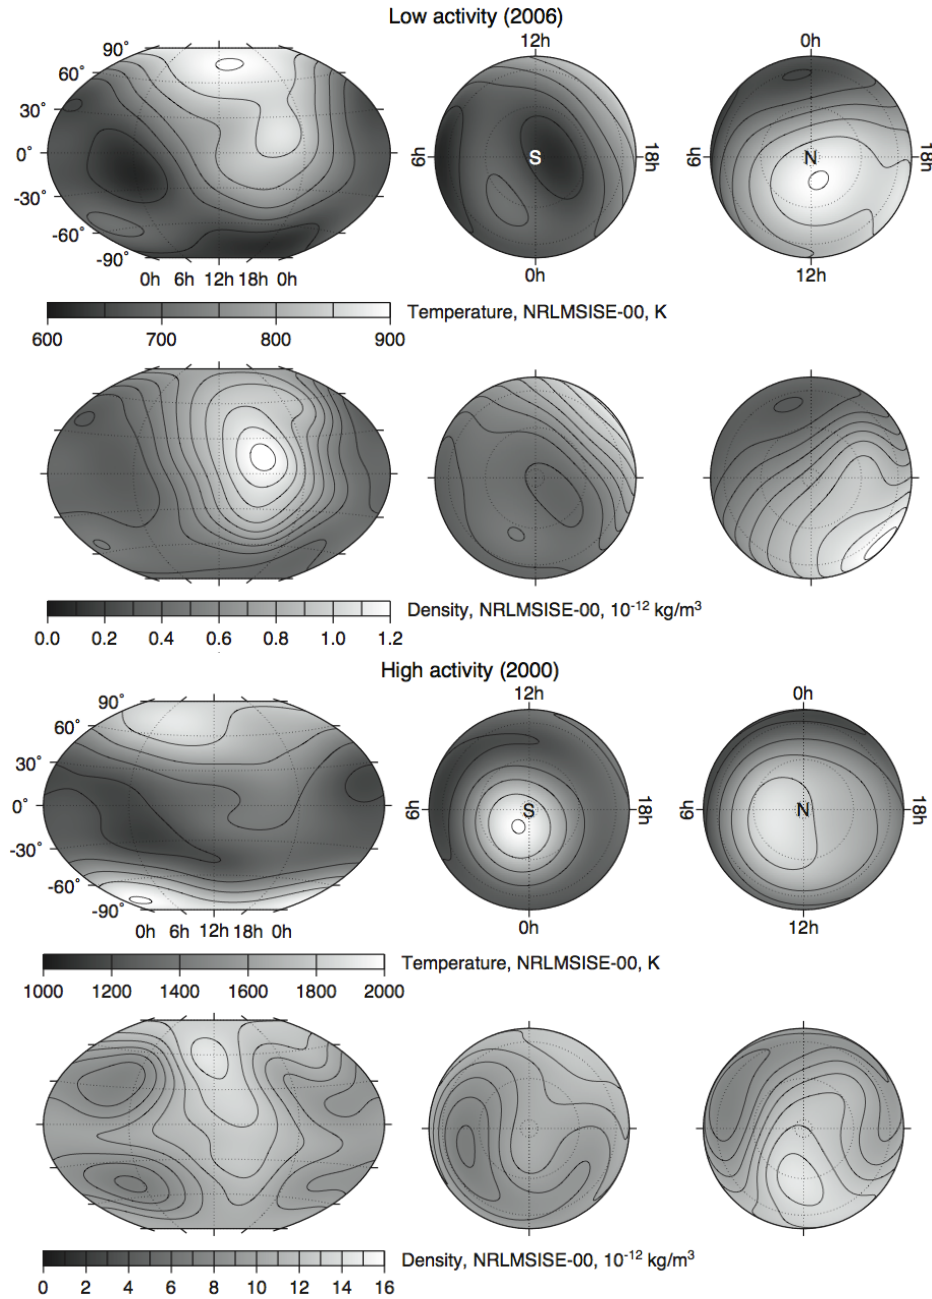 Low activity (2006)
90° 12h 0h
60°
30°
0° 6h S 18h 6h N 18h
-30°
-60°
-90°
0h 6h 12h 18h 0h 0h 12h
Temperature, NRLMSISE-00, K
600 700 800 900
Density, NRLMSISE-00, 10⁻¹² kg/m³
0.0 0.2 0.4 0.6 0.8 1.0 1.2
High activity (2000)
90° 12h 0h
60°
30°
0° 6h S 18h 6h N 18h
-30°
-60°
-90°
0h 6h 12h 18h 0h 0h 12h
Temperature, NRLMSISE-00, K
1000 1200 1400 1600 1800 2000
Density, NRLMSISE-00, 10⁻¹² kg/m³
0 2 4 6 8 10 12 14 16